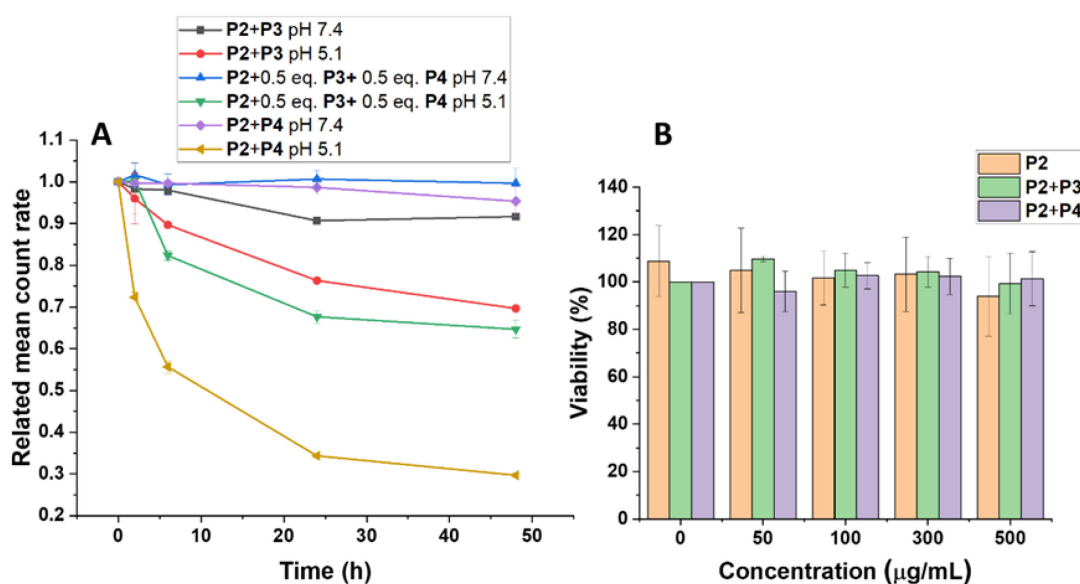 P2+P3 pH 7.4
P2+P3 pH 5.1
P2+0.5 eq. P3+ 0.5 eq. P4 pH 7.4
P2+0.5 eq. P3+ 0.5 eq. P4 pH 5.1
P2+P4 pH 7.4
P2+P4 pH 5.1
A
1.1
1.0
0.9
0.8
0.7
0.6
0.5
0.4
0.3
0.2
Related mean count rate
0 10 20 30 40 50
Time (h)
B
P2
P2+P3
P2+P4
140
120
100
80
60
40
20
0
Viability (%)
0 50 100 300 500
Concentration (µg/mL)